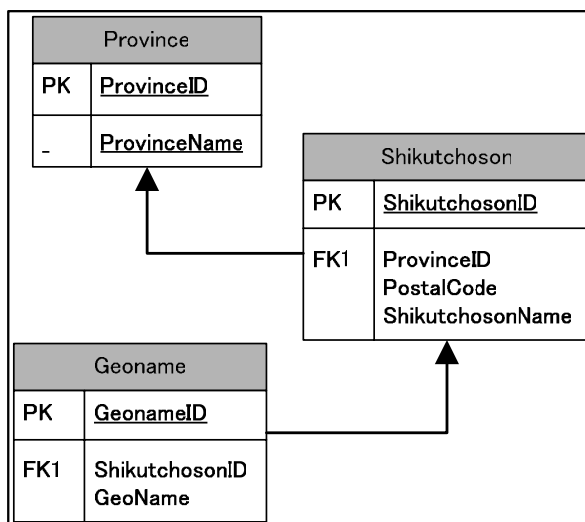 Province
PK ProvinceID
_ ProvinceName
Shikutchoson
PK ShikutchosonID
FK1 ProvinceID
PostalCode
ShikutchosonName
Geoname
PK GeonameID
FK1 ShikutchosonID
GeoName